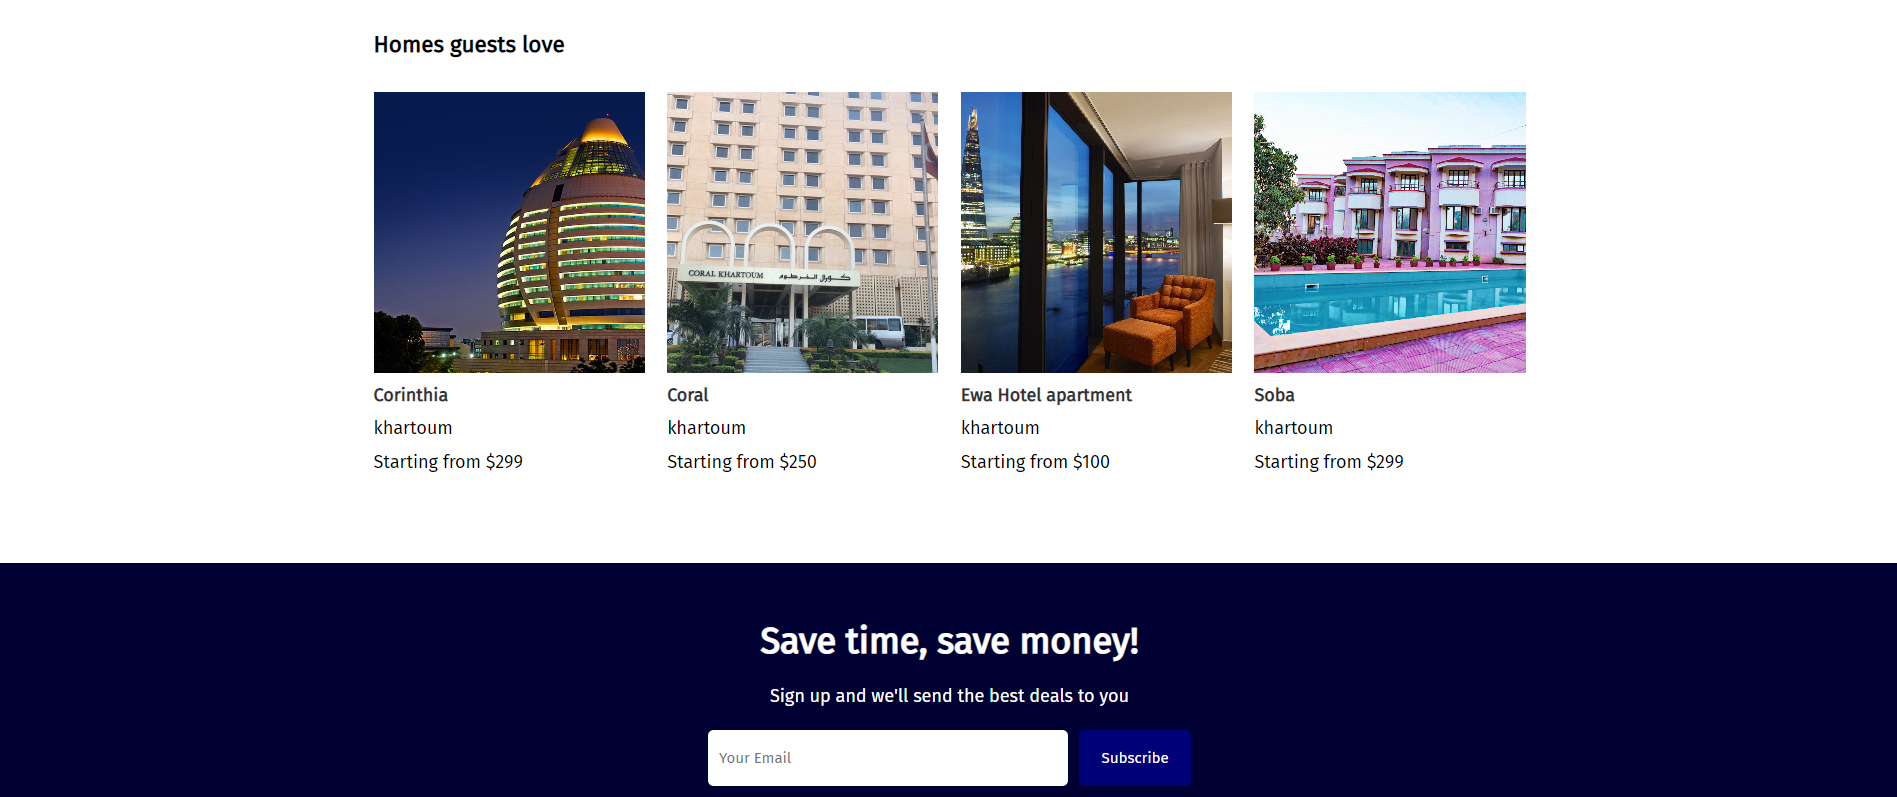 Homes guests love
CORAL KHARTOUM كورال الخرطوم
Corinthia
khartoum
Starting from $299
Coral
khartoum
Starting from $250
Ewa Hotel apartment
khartoum
Starting from $100
Soba
khartoum
Starting from $299
Save time, save money!
Sign up and we'll send the best deals to you
Your Email
Subscribe